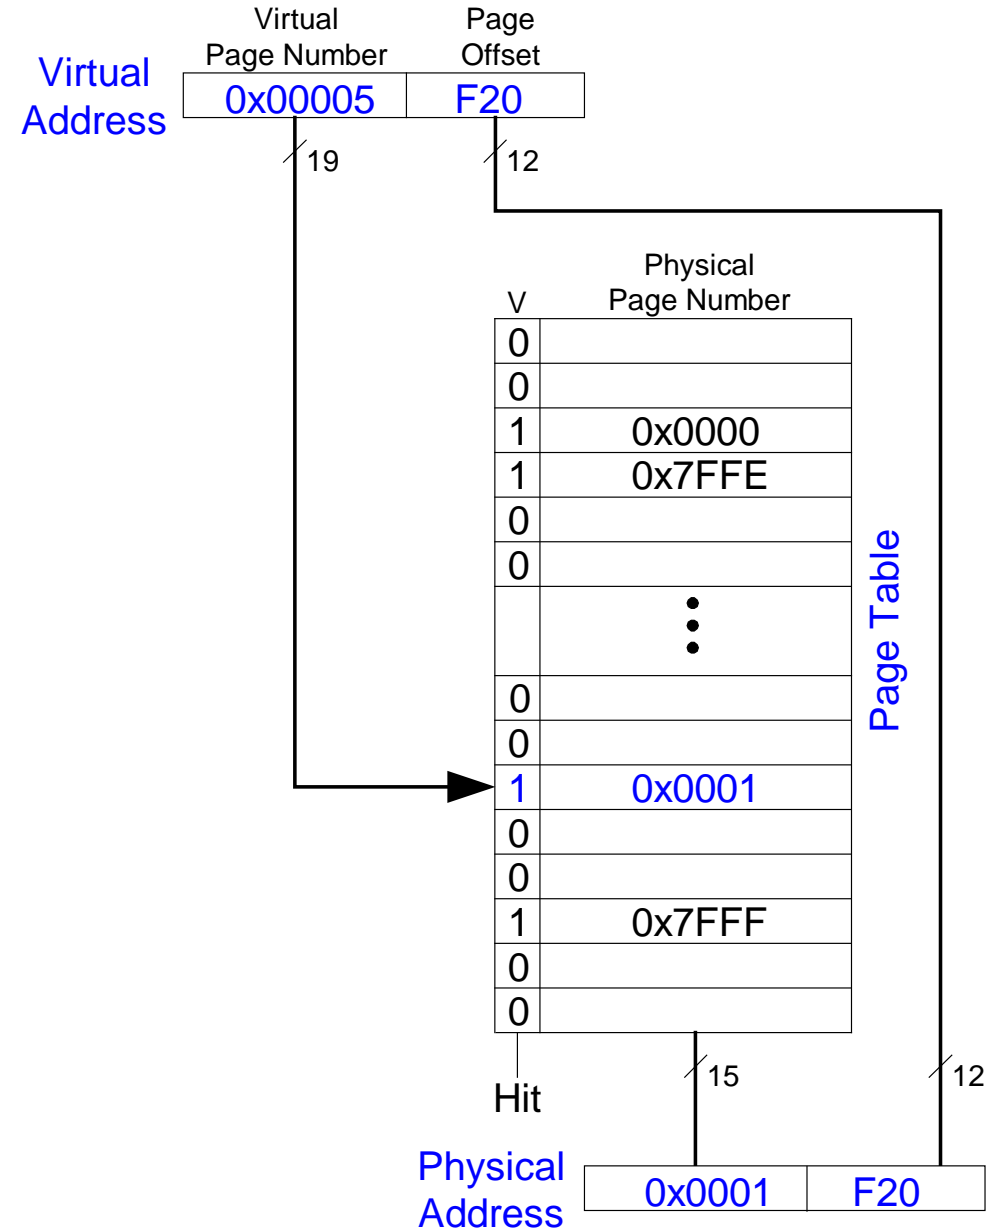 Virtual
Page Number
Page
Offset
Virtual
Address
0x00005
F20
19
12
Physical
Page Number
V
0
0
1 0x0000
1 0x7FFE
0
0
0
0
1 0x0001
0
0
1 0x7FFF
0
0
Page Table
Hit
15
12
Physical
Address
0x0001
F20